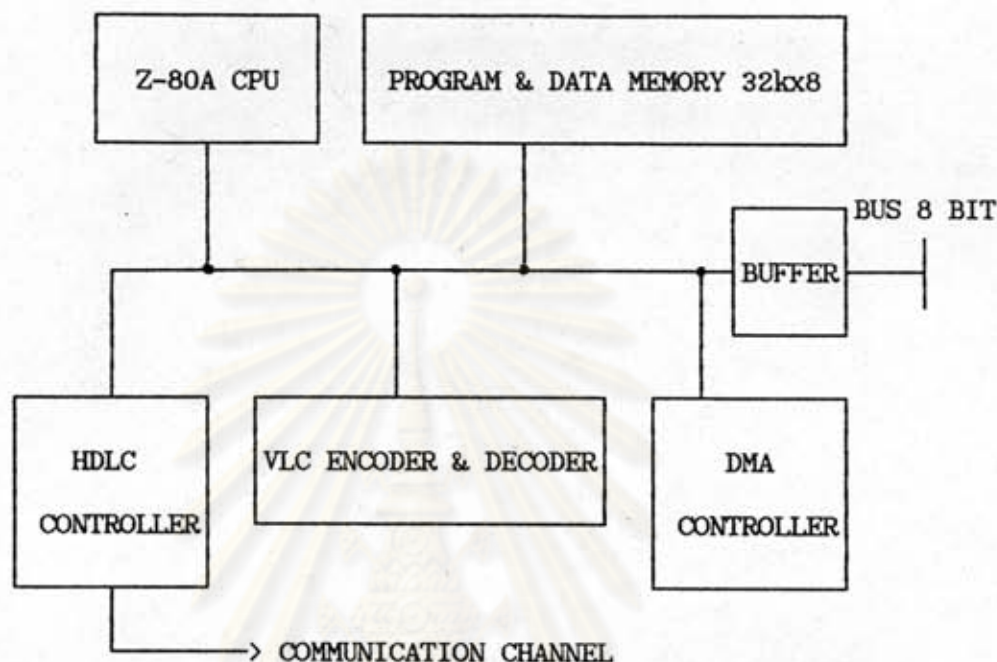 Z-80A CPU
PROGRAM & DATA MEMORY 32kx8
BUS 8 BIT
BUFFER
HDLC
CONTROLLER
VLC ENCODER & DECODER
DMA
CONTROLLER
COMMUNICATION CHANNEL